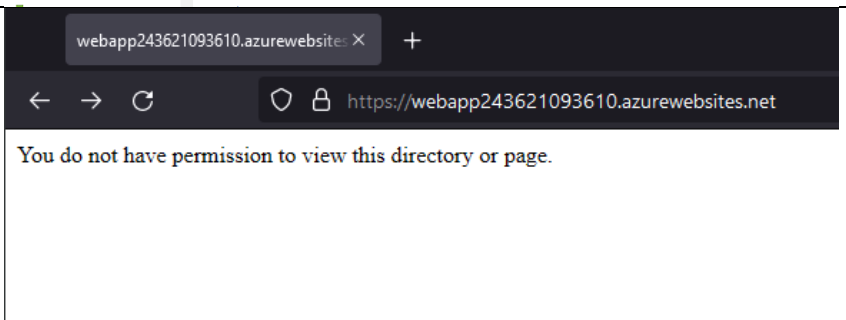 webapp243621093610.azurewebsites
https://webapp243621093610.azurewebsites.net
You do not have permission to view this directory or page.